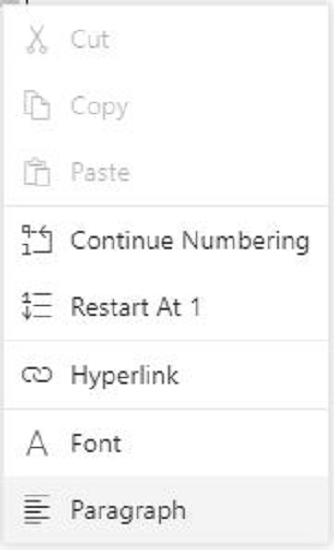 Cut
Copy
Paste
Continue Numbering
Restart At 1
Hyperlink
Font
Paragraph